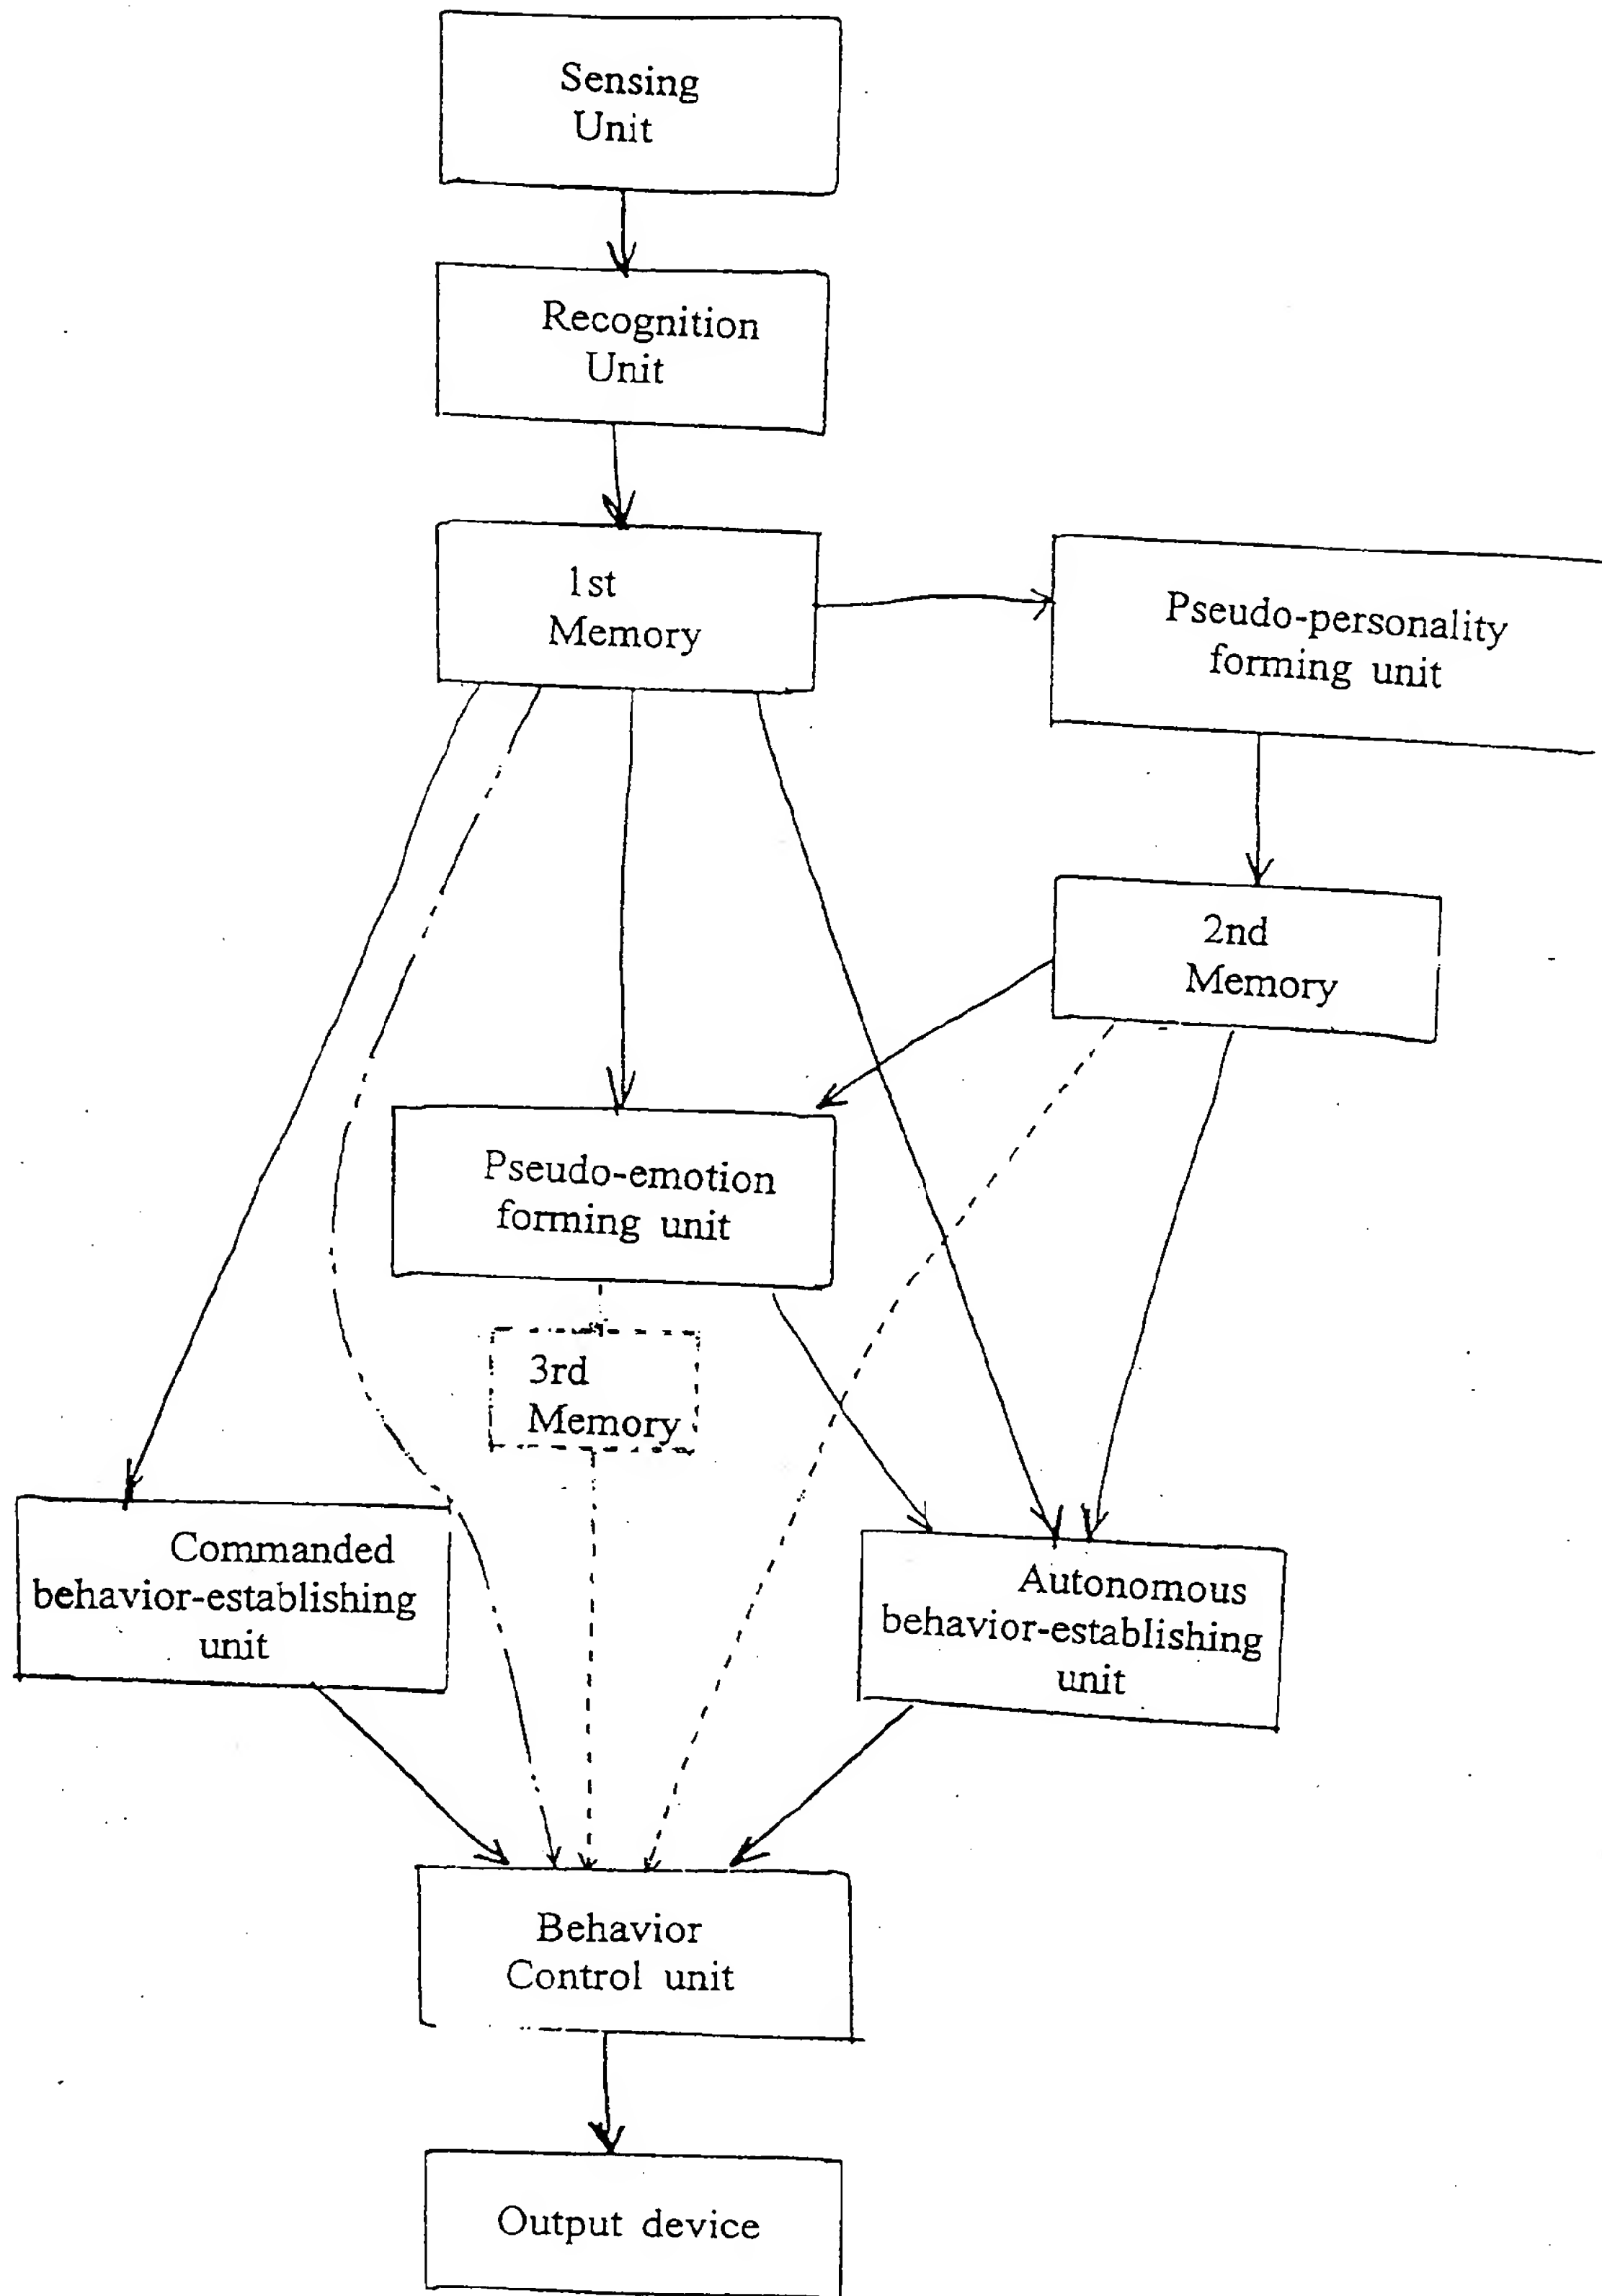 Sensing
Unit
Recognition
Unit
1st
Memory
Pseudo-personality
forming unit
2nd
Memory
Pseudo-emotion
forming unit
3rd
Memory
Commanded
behavior-establishing
unit
Autonomous
behavior-establishing
unit
Behavior
Control unit
Output device